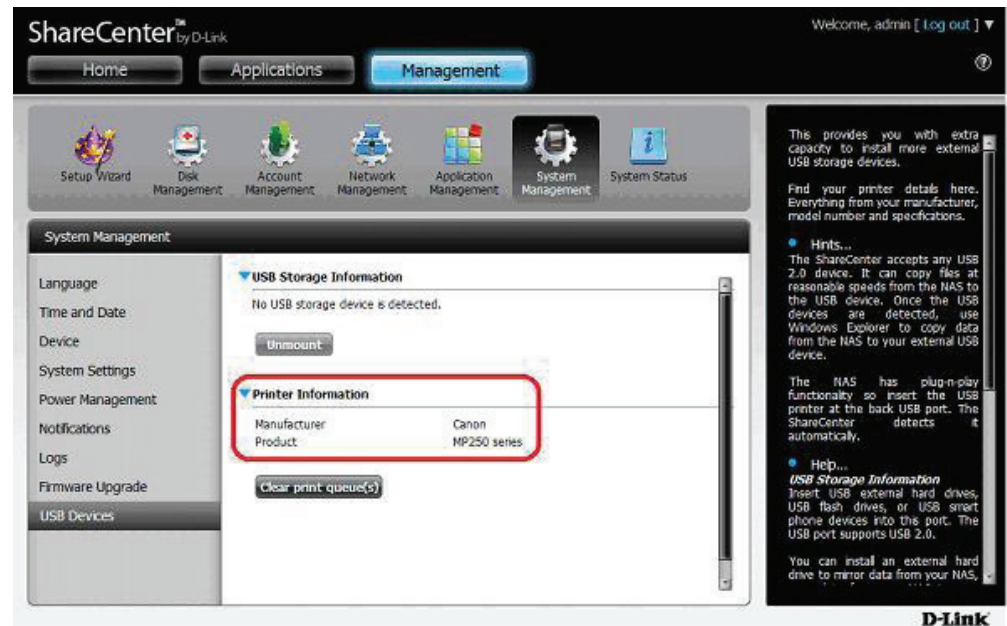 ShareCenter™ by D-Link
Welcome, admin [ Log out ] ▼
Home
Applications
Management
?
Setup Wizard
Disk
Management
Account
Management
Network
Management
Application
Management
System
Management
System Status
System Management
Language
Time and Date
Device
System Settings
Power Management
Notifications
Logs
Firmware Upgrade
USB Devices
USB Storage Information
No USB storage device is detected.
Unmount
Printer Information
Manufacturer Canon
Product MP250 series
Clear print queue(s)
This provides you with extra
capacity to install more external
USB storage devices.
Find your printer details here.
Everything from your manufacturer,
model number and specifications.
Hints...
The ShareCenter accepts any USB
2.0 device. It can copy files at
reasonable speeds from the NAS to
the USB device. Once the USB
devices are detected, use
Windows Explorer to copy data
from the NAS to your external USB
device.
The NAS has plug-n-play
functionality so insert the USB
printer at the back USB port. The
ShareCenter detects it
automatically.
Help...
USB Storage Information
Insert USB external hard drives,
USB flash drives, or USB smart
phone devices into this port. The
USB port supports USB 2.0.
You can install an external hard
drive to mirror data from your NAS,
D-Link